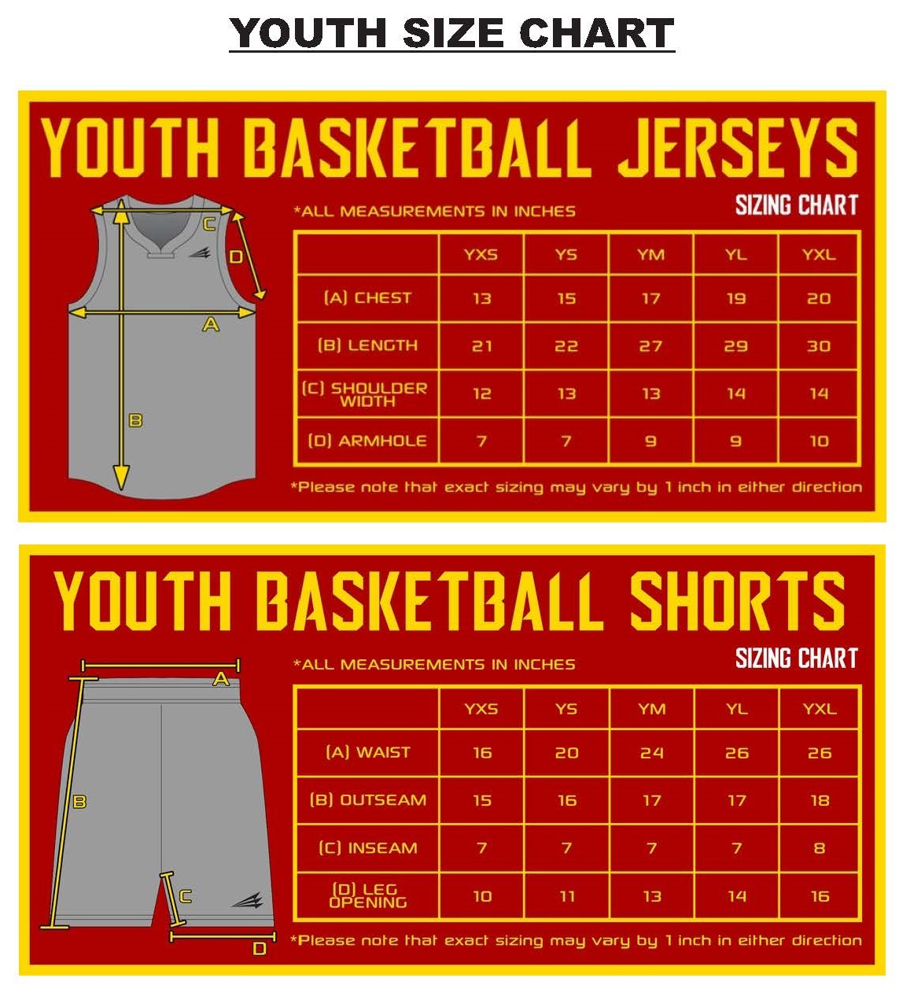 YOUTH SIZE CHART
YOUTH BASKETBALL JERSEYS
SIZING CHART
*ALL MEASUREMENTS IN INCHES
C
D
A
B
YXS YS YM YL YXL
(A) CHEST 13 15 17 19 20
(B) LENGTH 21 22 27 29 30
(C) SHOULDER
WIDTH 12 13 13 14 14
(D) ARMHOLE 7 7 9 9 10
*Please note that exact sizing may vary by 1 inch in either direction
YOUTH BASKETBALL SHORTS
SIZING CHART
*ALL MEASUREMENTS IN INCHES
A
B
C
D
YXS YS YM YL YXL
(A) WAIST 16 20 24 26 26
(B) OUTSEAM 15 16 17 17 18
(C) INSEAM 7 7 7 7 8
(D) LEG
OPENING 10 11 13 14 16
*Please note that exact sizing may vary by 1 inch in either direction